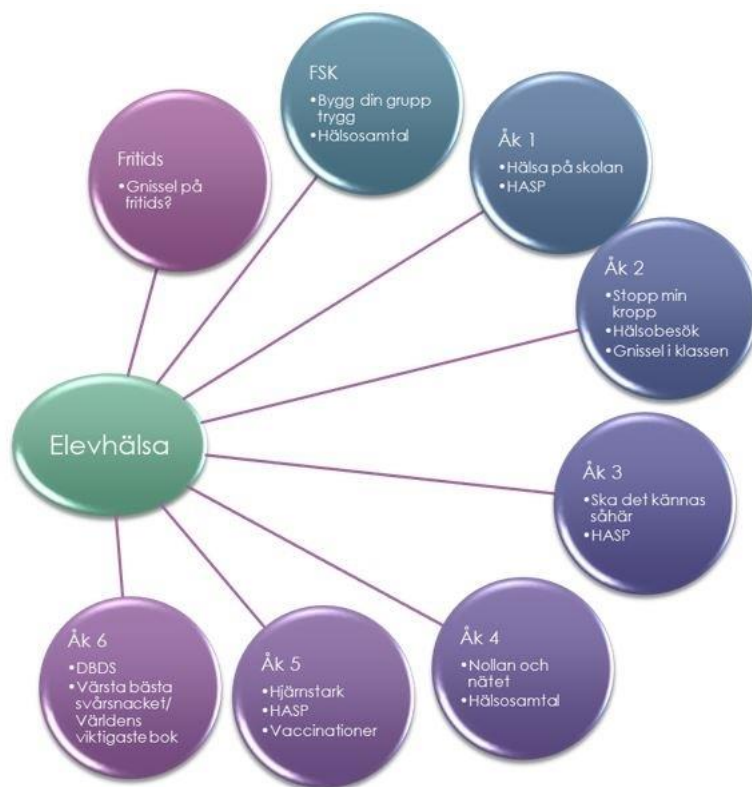 FSK
•Bygg din grupp
trygg
•Hälsosamtal
Åk 1
•Hälsa på skolan
•HASP
Fritids
•Gnissel på
fritids?
Åk 2
•Stopp min
kropp
•Hälsobesök
•Gnissel i klassen
Elevhälsa
Åk 3
•Ska det kännas
såhär
•HASP
Åk 4
•Nollan och
nätet
•Hälsosamtal
Åk 5
•Hjärnstark
•HASP
•Vaccinationer
Åk 6
•DBDS
•Värsta bästa
svårsnacket/
Världens
viktigaste bok